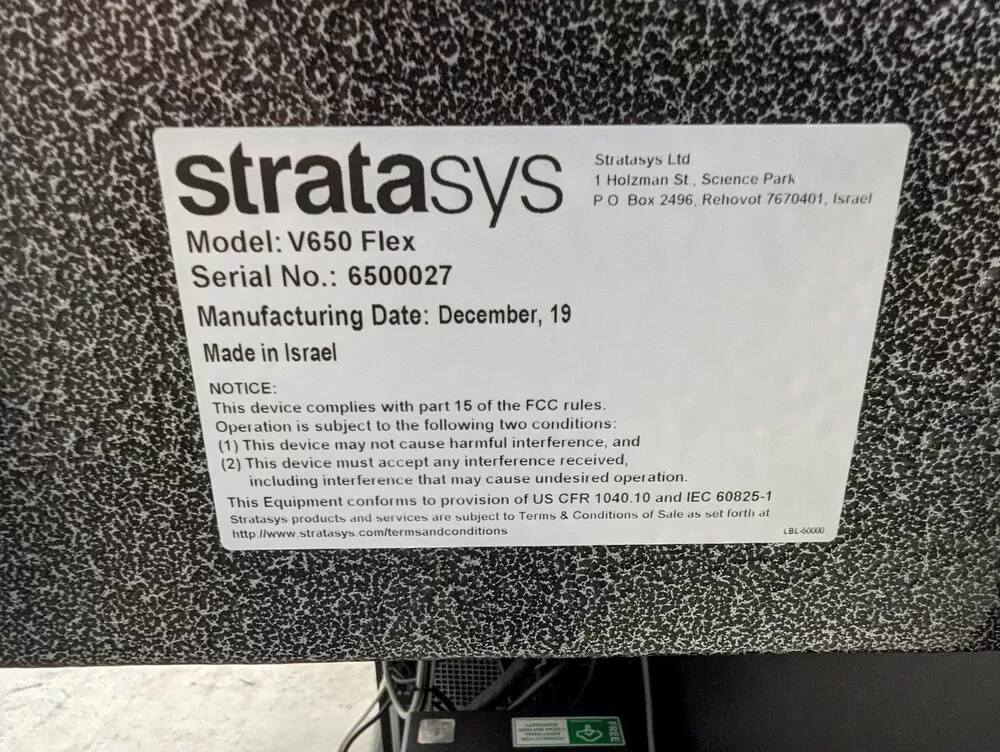 stratasys
Stratasys Ltd
1 Holzman St., Science Park
P O Box 2496, Rehovot 7670401, Israel
Model: V650 Flex
Serial No.: 6500027
Manufacturing Date: December, 19
Made in Israel
NOTICE:
This device complies with part 15 of the FCC rules.
Operation is subject to the following two conditions:
(1) This device may not cause harmful interference, and
(2) This device must accept any interference received,
including interference that may cause undesired operation.
This Equipment conforms to provision of US CFR 1040.10 and IEC 60825-1
Stratasys products and services are subject to Terms & Conditions of Sale as set forth at
http://www.stratasys.com/termsandconditions
LBL-50000
FREE